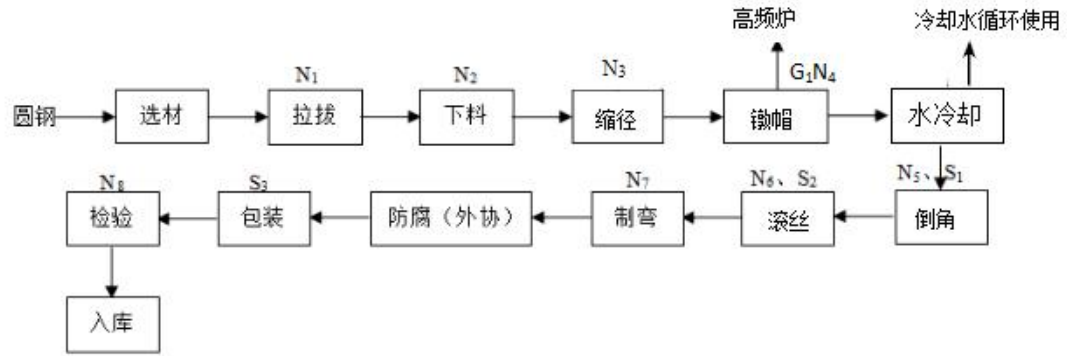 高频炉
冷却水循环使用
N₁
N₂
N₃
G₁N₄
圆钢
选材
拉拔
下料
缩径
镦帽
水冷却
N₈
S₃
N₇
N₆、S₂
N₅、S₁
检验
包装
防腐（外协）
制弯
滚丝
倒角
入库